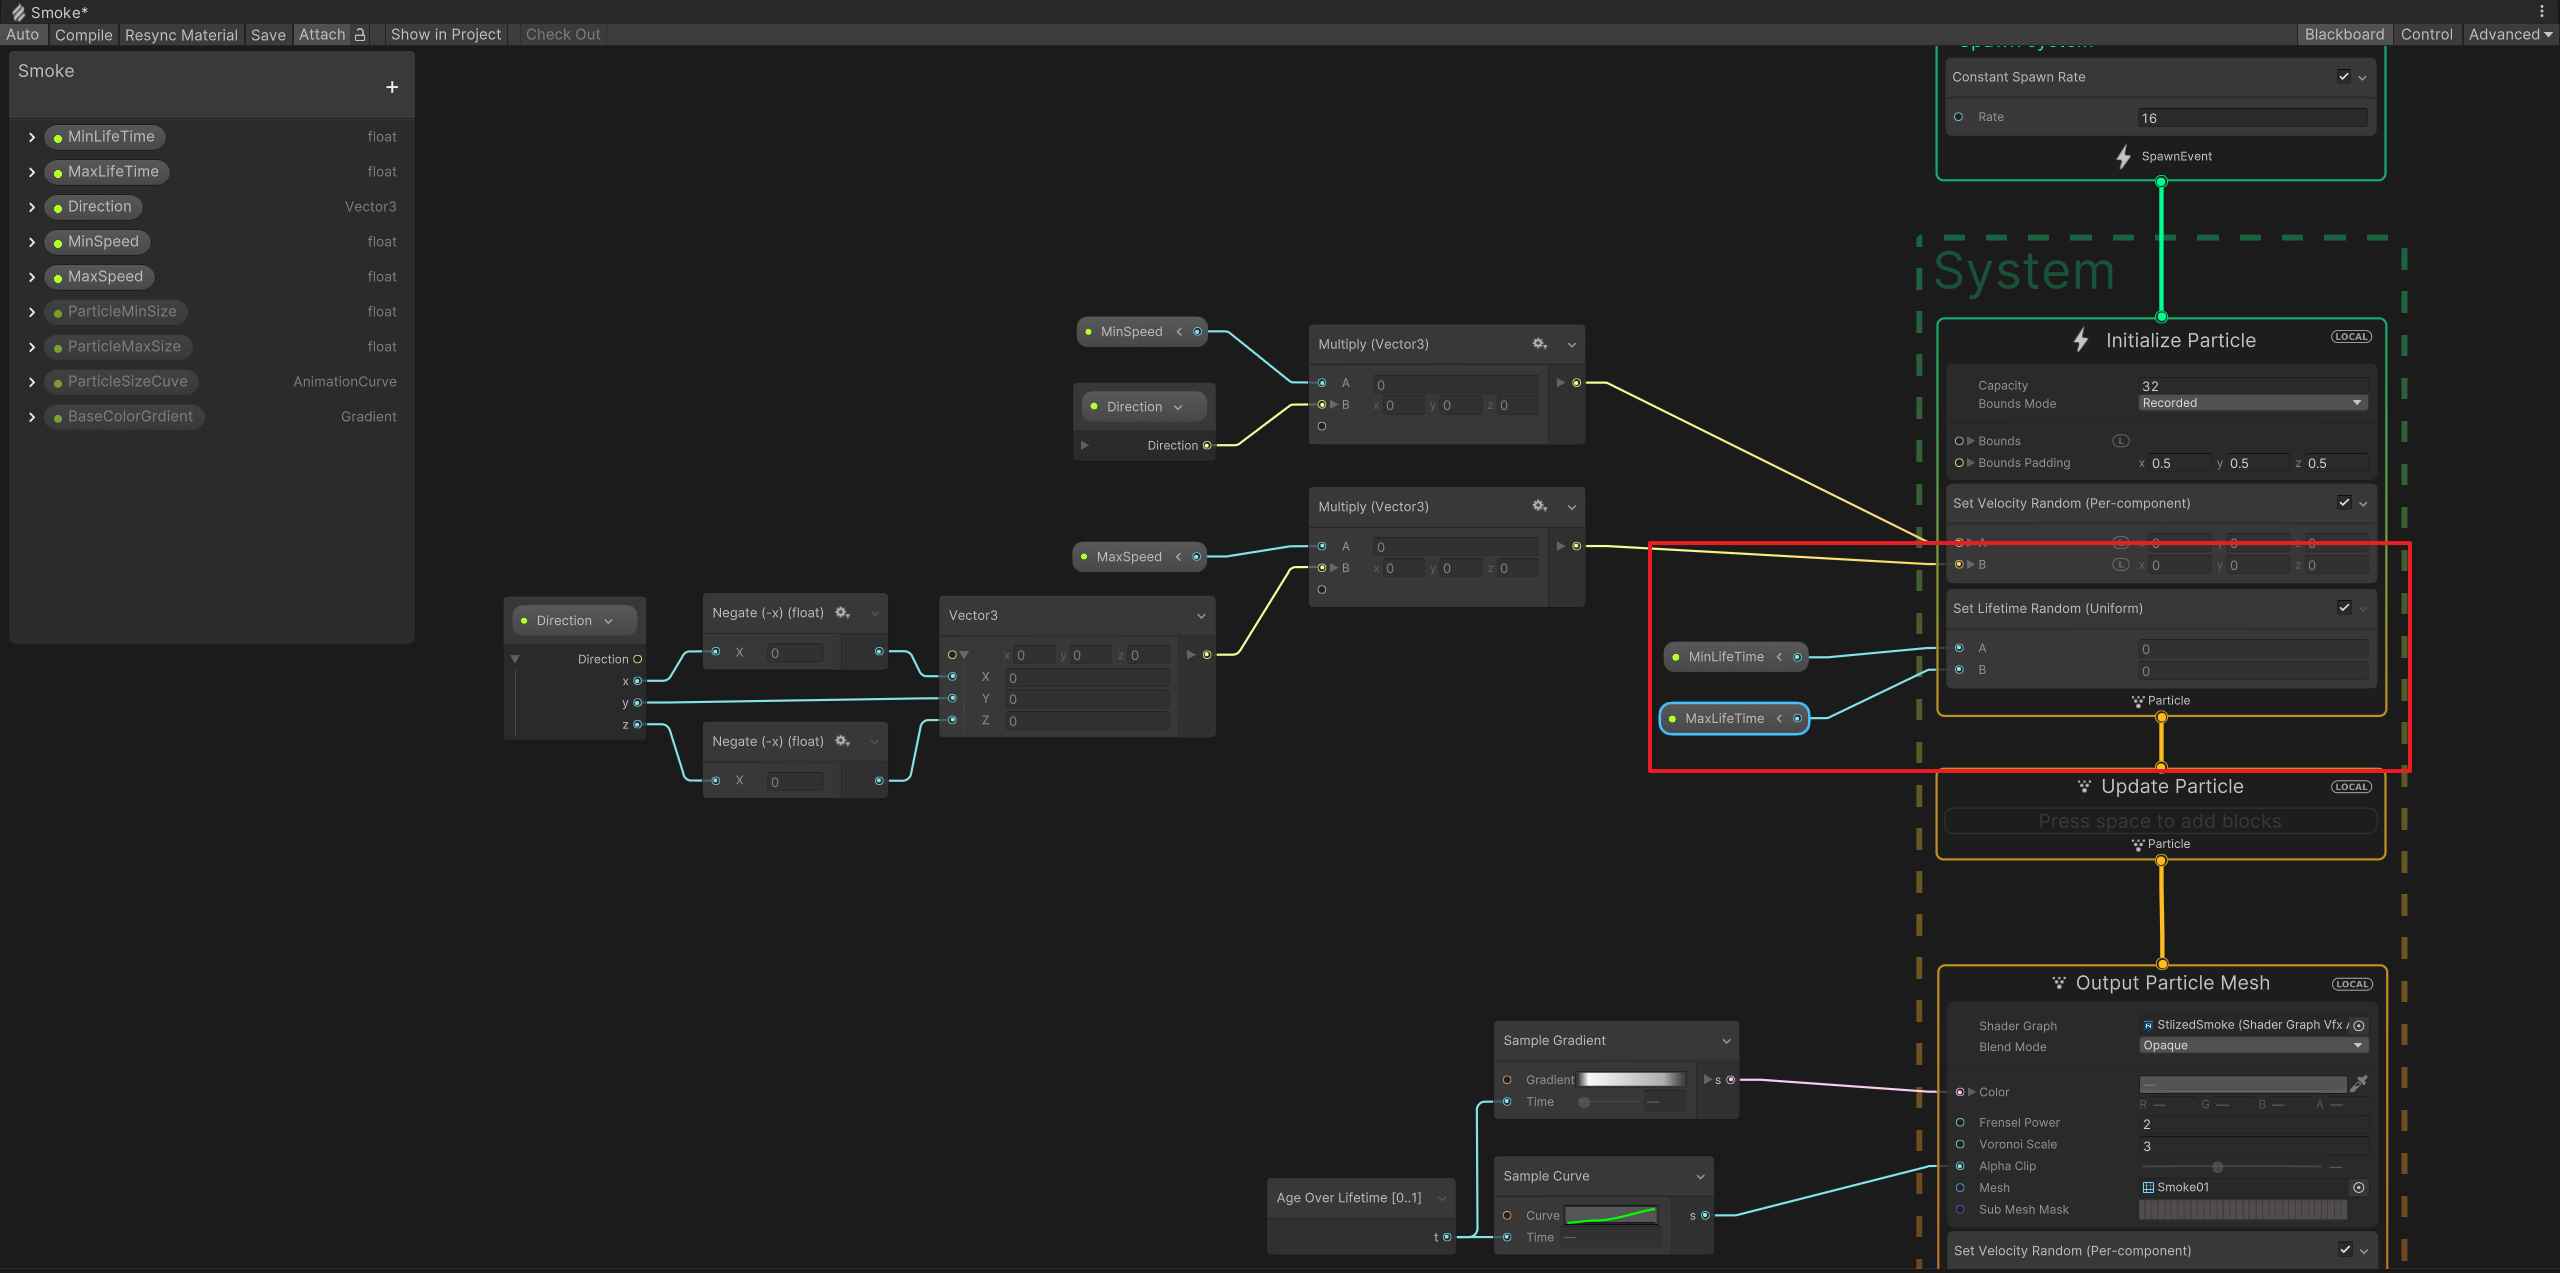 Smoke*
Auto Compile Resync Material Save Attach Show in Project Check Out Blackboard Control Advanced
Smoke
+
MinLifeTime float
MaxLifeTime float
Direction Vector3
MinSpeed float
MaxSpeed float
ParticleMinSize float
ParticleMaxSize float
ParticleSizeCuve AnimationCurve
BaseColorGrdient Gradient
Direction
Direction
x
y
z
Negate (-x) (float)
X 0
Negate (-x) (float)
X 0
Vector3
x 0 y 0 z 0
X 0
Y 0
Z 0
MinSpeed
Direction
Direction
MaxSpeed
Multiply (Vector3)
A 0
B x 0 y 0 z 0
Multiply (Vector3)
A 0
B x 0 y 0 z 0
MinLifeTime
MaxLifeTime
Age Over Lifetime [0..1]
t
Sample Gradient
Gradient s
Time
Sample Curve
Curve s
Time
Constant Spawn Rate
Rate 16
SpawnEvent
System
Initialize Particle LOCAL
Capacity 32
Bounds Mode Recorded
Bounds L
Bounds Padding x 0.5 y 0.5 z 0.5
Set Velocity Random (Per-component)
A L x 0 y 0 z 0
B L x 0 y 0 z 0
Set Lifetime Random (Uniform)
A 0
B 0
Particle
Update Particle LOCAL
Press space to add blocks
Particle
Output Particle Mesh LOCAL
Shader Graph StlizedSmoke (Shader Graph Vfx
Blend Mode Opaque
Color
R — G — B — A —
Frensel Power 2
Voronoi Scale 3
Alpha Clip —
Mesh Smoke01
Sub Mesh Mask
Set Velocity Random (Per-component)